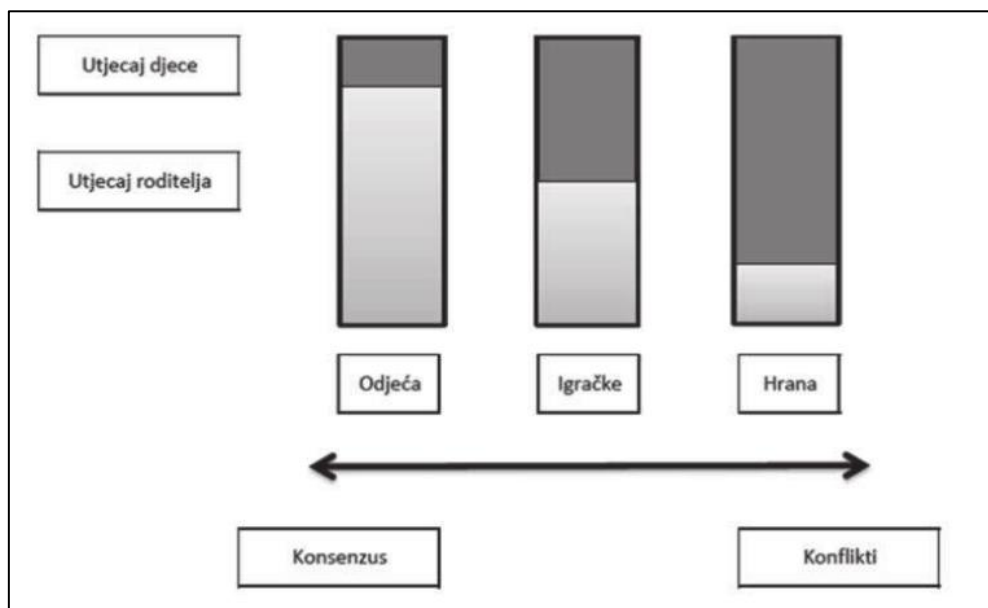 Utjecaj djece
Utjecaj roditelja
Odjeća
Igračke
Hrana
Konsenzus
Konflikti